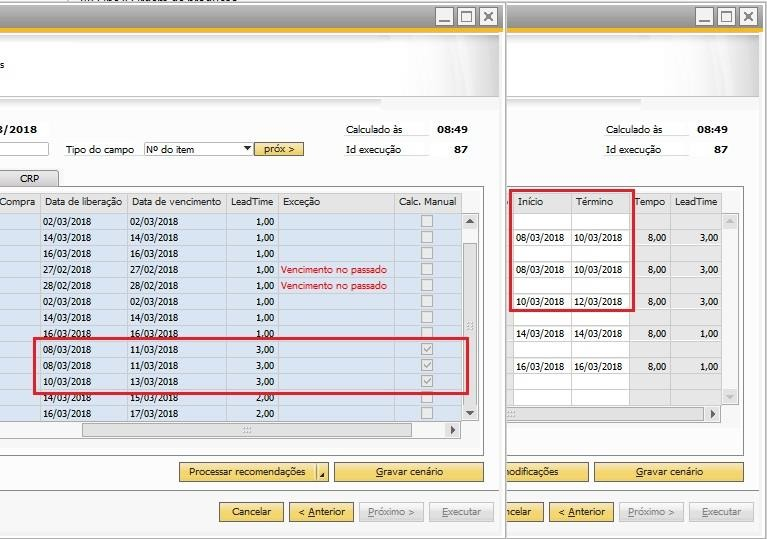 s
3/2018
Calculado às 08:49
Tipo do campo Nº do item próx >
Id execução 87
CRP
Compra Data de liberação Data de vencimento LeadTime Exceção Calc. Manual
02/03/2018 02/03/2018 1,00
14/03/2018 14/03/2018 1,00
16/03/2018 16/03/2018 1,00
27/02/2018 27/02/2018 1,00 Vencimento no passado
28/02/2018 28/02/2018 1,00 Vencimento no passado
02/03/2018 02/03/2018 1,00
14/03/2018 14/03/2018 1,00
16/03/2018 16/03/2018 1,00
08/03/2018 11/03/2018 3,00
08/03/2018 11/03/2018 3,00
10/03/2018 13/03/2018 3,00
14/03/2018 15/03/2018 2,00
16/03/2018 17/03/2018 2,00
Processar recomendações Gravar cenário
Cancelar < Anterior Próximo > Executar
Calculado às 08:49
Id execução 87
Início Término Tempo LeadTime
08/03/2018 10/03/2018 8,00 3,00
08/03/2018 10/03/2018 8,00 3,00
10/03/2018 12/03/2018 8,00 3,00
14/03/2018 14/03/2018 8,00 1,00
16/03/2018 16/03/2018 8,00 1,00
modificações Gravar cenário
ncelar < Anterior Próximo > Executar